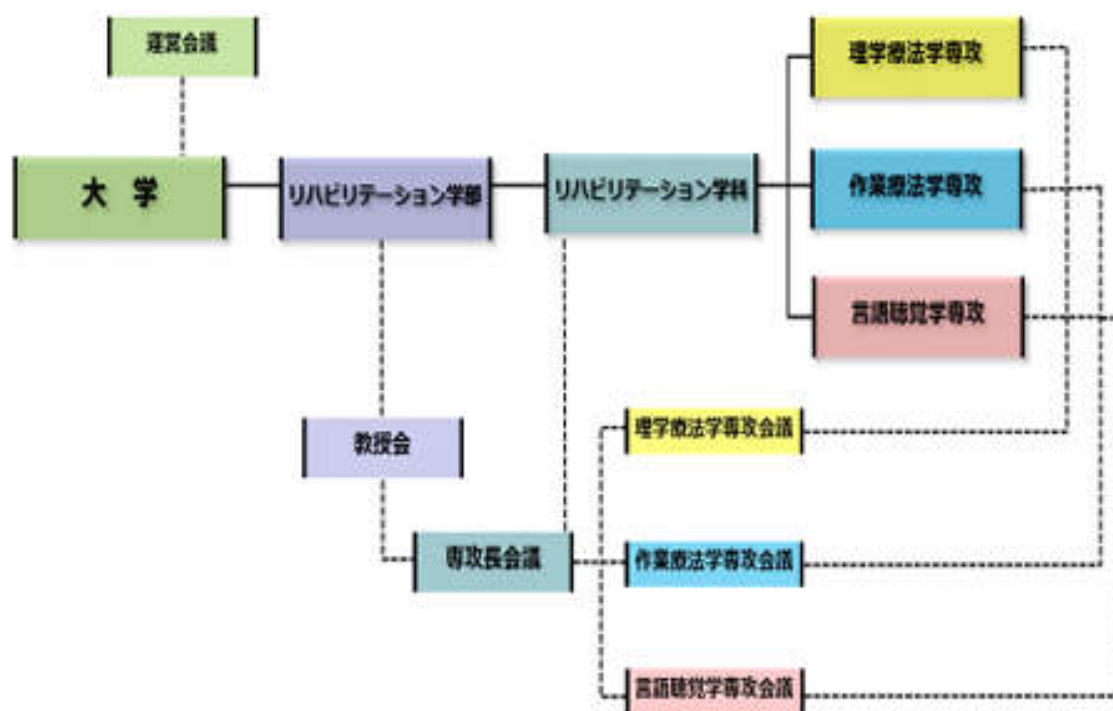 運営会議
大　学
リハビリテーション学部
リハビリテーション学科
理学療法学専攻
作業療法学専攻
言語聴覚学専攻
教授会
専攻長会議
理学療法学専攻会議
作業療法学専攻会議
言語聴覚学専攻会議